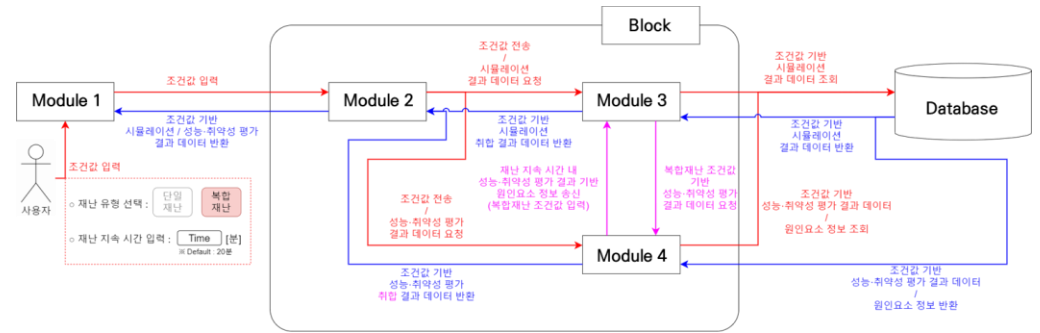 Block
조건값 입력
조건값 전송
/
시뮬레이션
결과 데이터 요청
조건값 기반
시뮬레이션
결과 데이터 조회
Module 1
Module 2
Module 3
Database
조건값 기반
시뮬레이션 / 성능·취약성 평가
결과 데이터 반환
조건값 기반
시뮬레이션
취합 결과 데이터 반환
조건값 기반
시뮬레이션
결과 데이터 반환
사용자
조건값 입력
○ 재난 유형 선택 :
단일
재난
복합
재난
○ 재난 지속 시간 입력 : Time [분]
※ Default : 20분
조건값 전송
/
성능·취약성 평가
결과 데이터 요청
재난 지속 시간 내
성능·취약성 평가 결과 기반
원인요소 정보 송신
(복합재난 조건값 입력)
복합재난 조건값
기반
성능·취약성 평가
결과 데이터 요청
조건값 기반
성능·취약성 평가 결과 데이터
/
원인요소 정보 조회
Module 4
조건값 기반
성능·취약성 평가
취합 결과 데이터 반환
조건값 기반
성능·취약성 평가 결과 데이터
/
원인요소 정보 반환